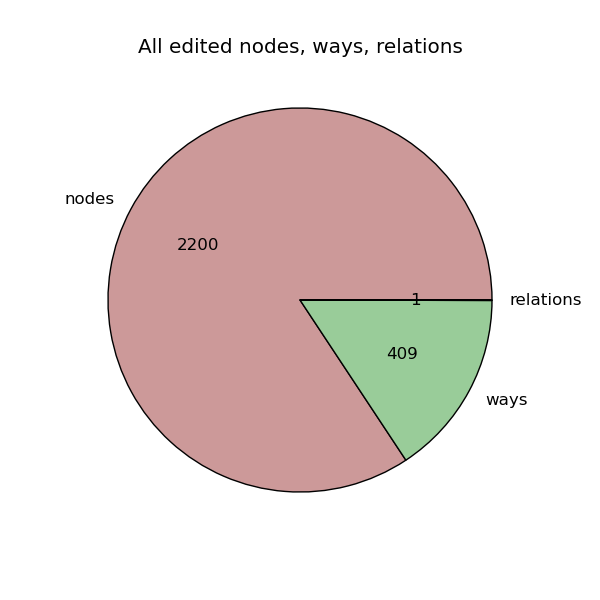 All edited nodes, ways, relations
nodes
2200
1
relations
409
ways